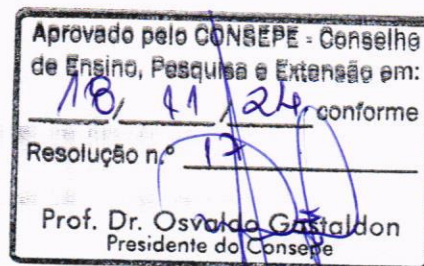 Aprovado pelo CONSEPE - Conselho
de Ensino, Pesquisa e Extensão em:
18 / 11 / 24, conforme
Resolução n.º 17
Prof. Dr. Osvaldo Gastaldon
Presidente do Consepe